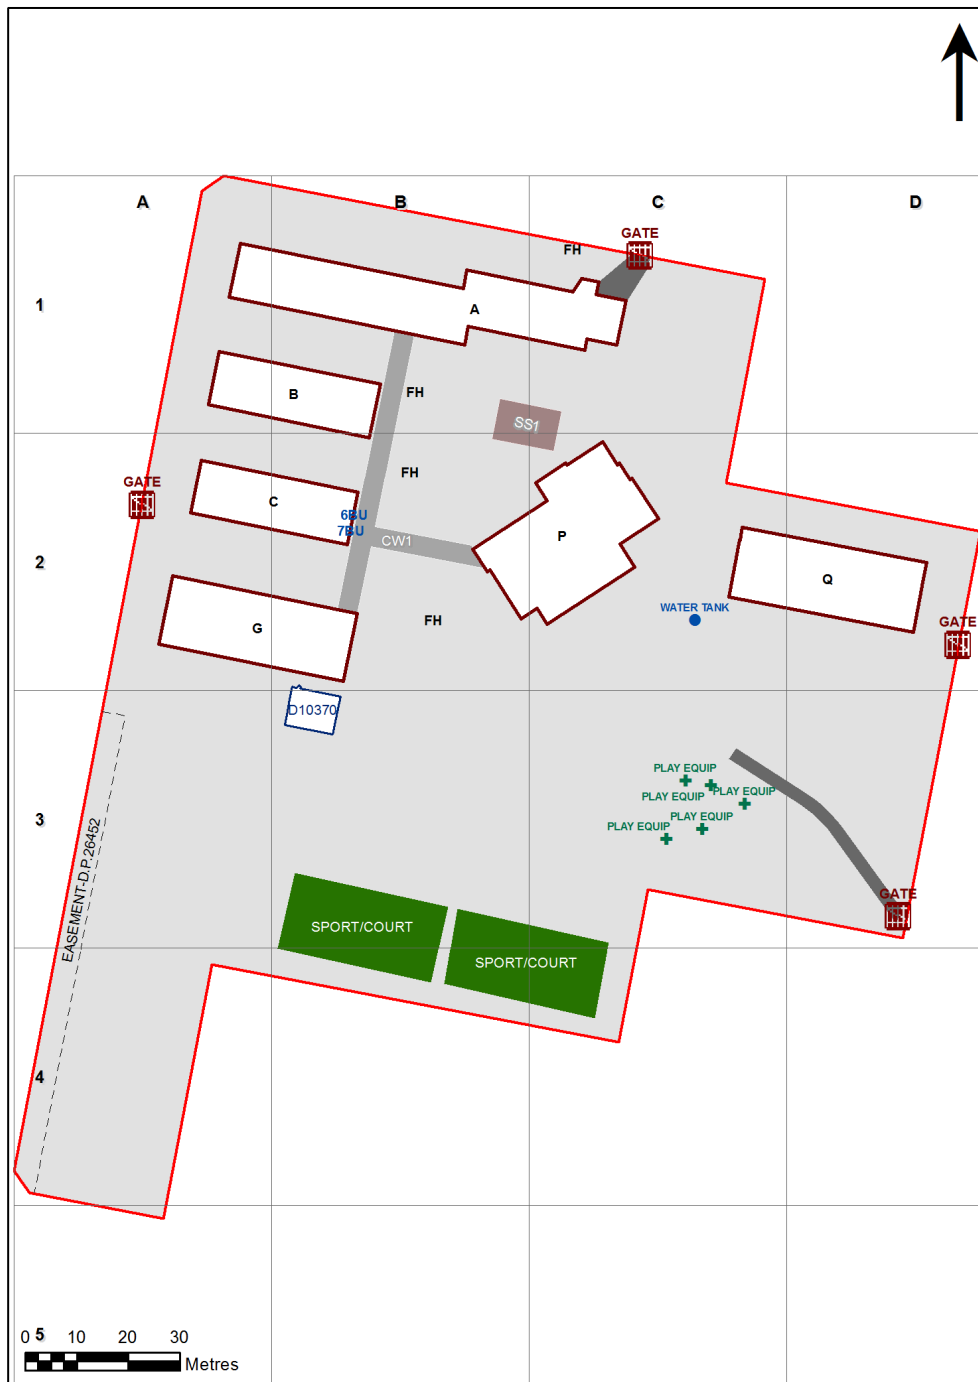 A
B
C
D
GATE
FH
1
A
B
FH
SS1
GATE
FH
C
6BU
7BU
P
CW1
2
Q
WATER TANK
FH
G
GATE
D10370
PLAY EQUIP
PLAY EQUIP
PLAY EQUIP
PLAY EQUIP
PLAY EQUIP
3
EASEMENT-D.P.26452
GATE
SPORT/COURT
SPORT/COURT
4
5
0 10 20 30
Metres